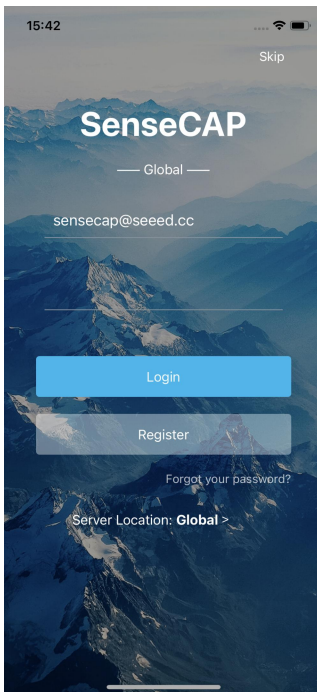 15:42
Skip
SenseCAP
Global
sensecap@seeed.cc
Login
Register
Forgot your password?
Server Location: Global >